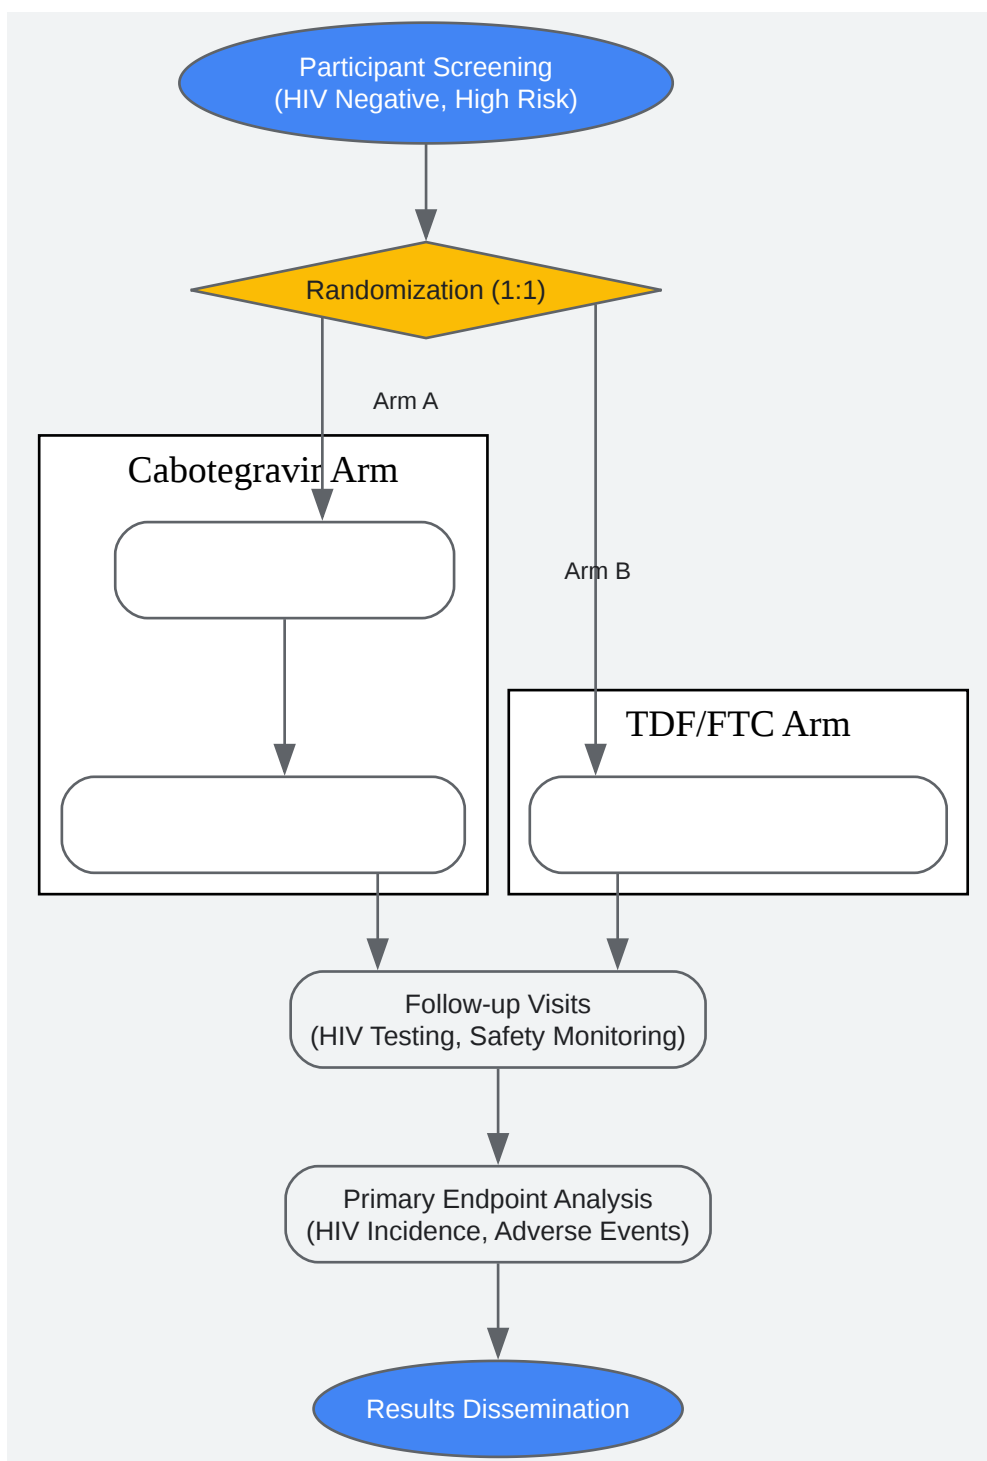 Participant Screening
(HIV Negative, High Risk)
Randomization (1:1)
Arm A
Cabotegravir Arm
Arm B
TDF/FTC Arm
Follow-up Visits
(HIV Testing, Safety Monitoring)
Primary Endpoint Analysis
(HIV Incidence, Adverse Events)
Results Dissemination